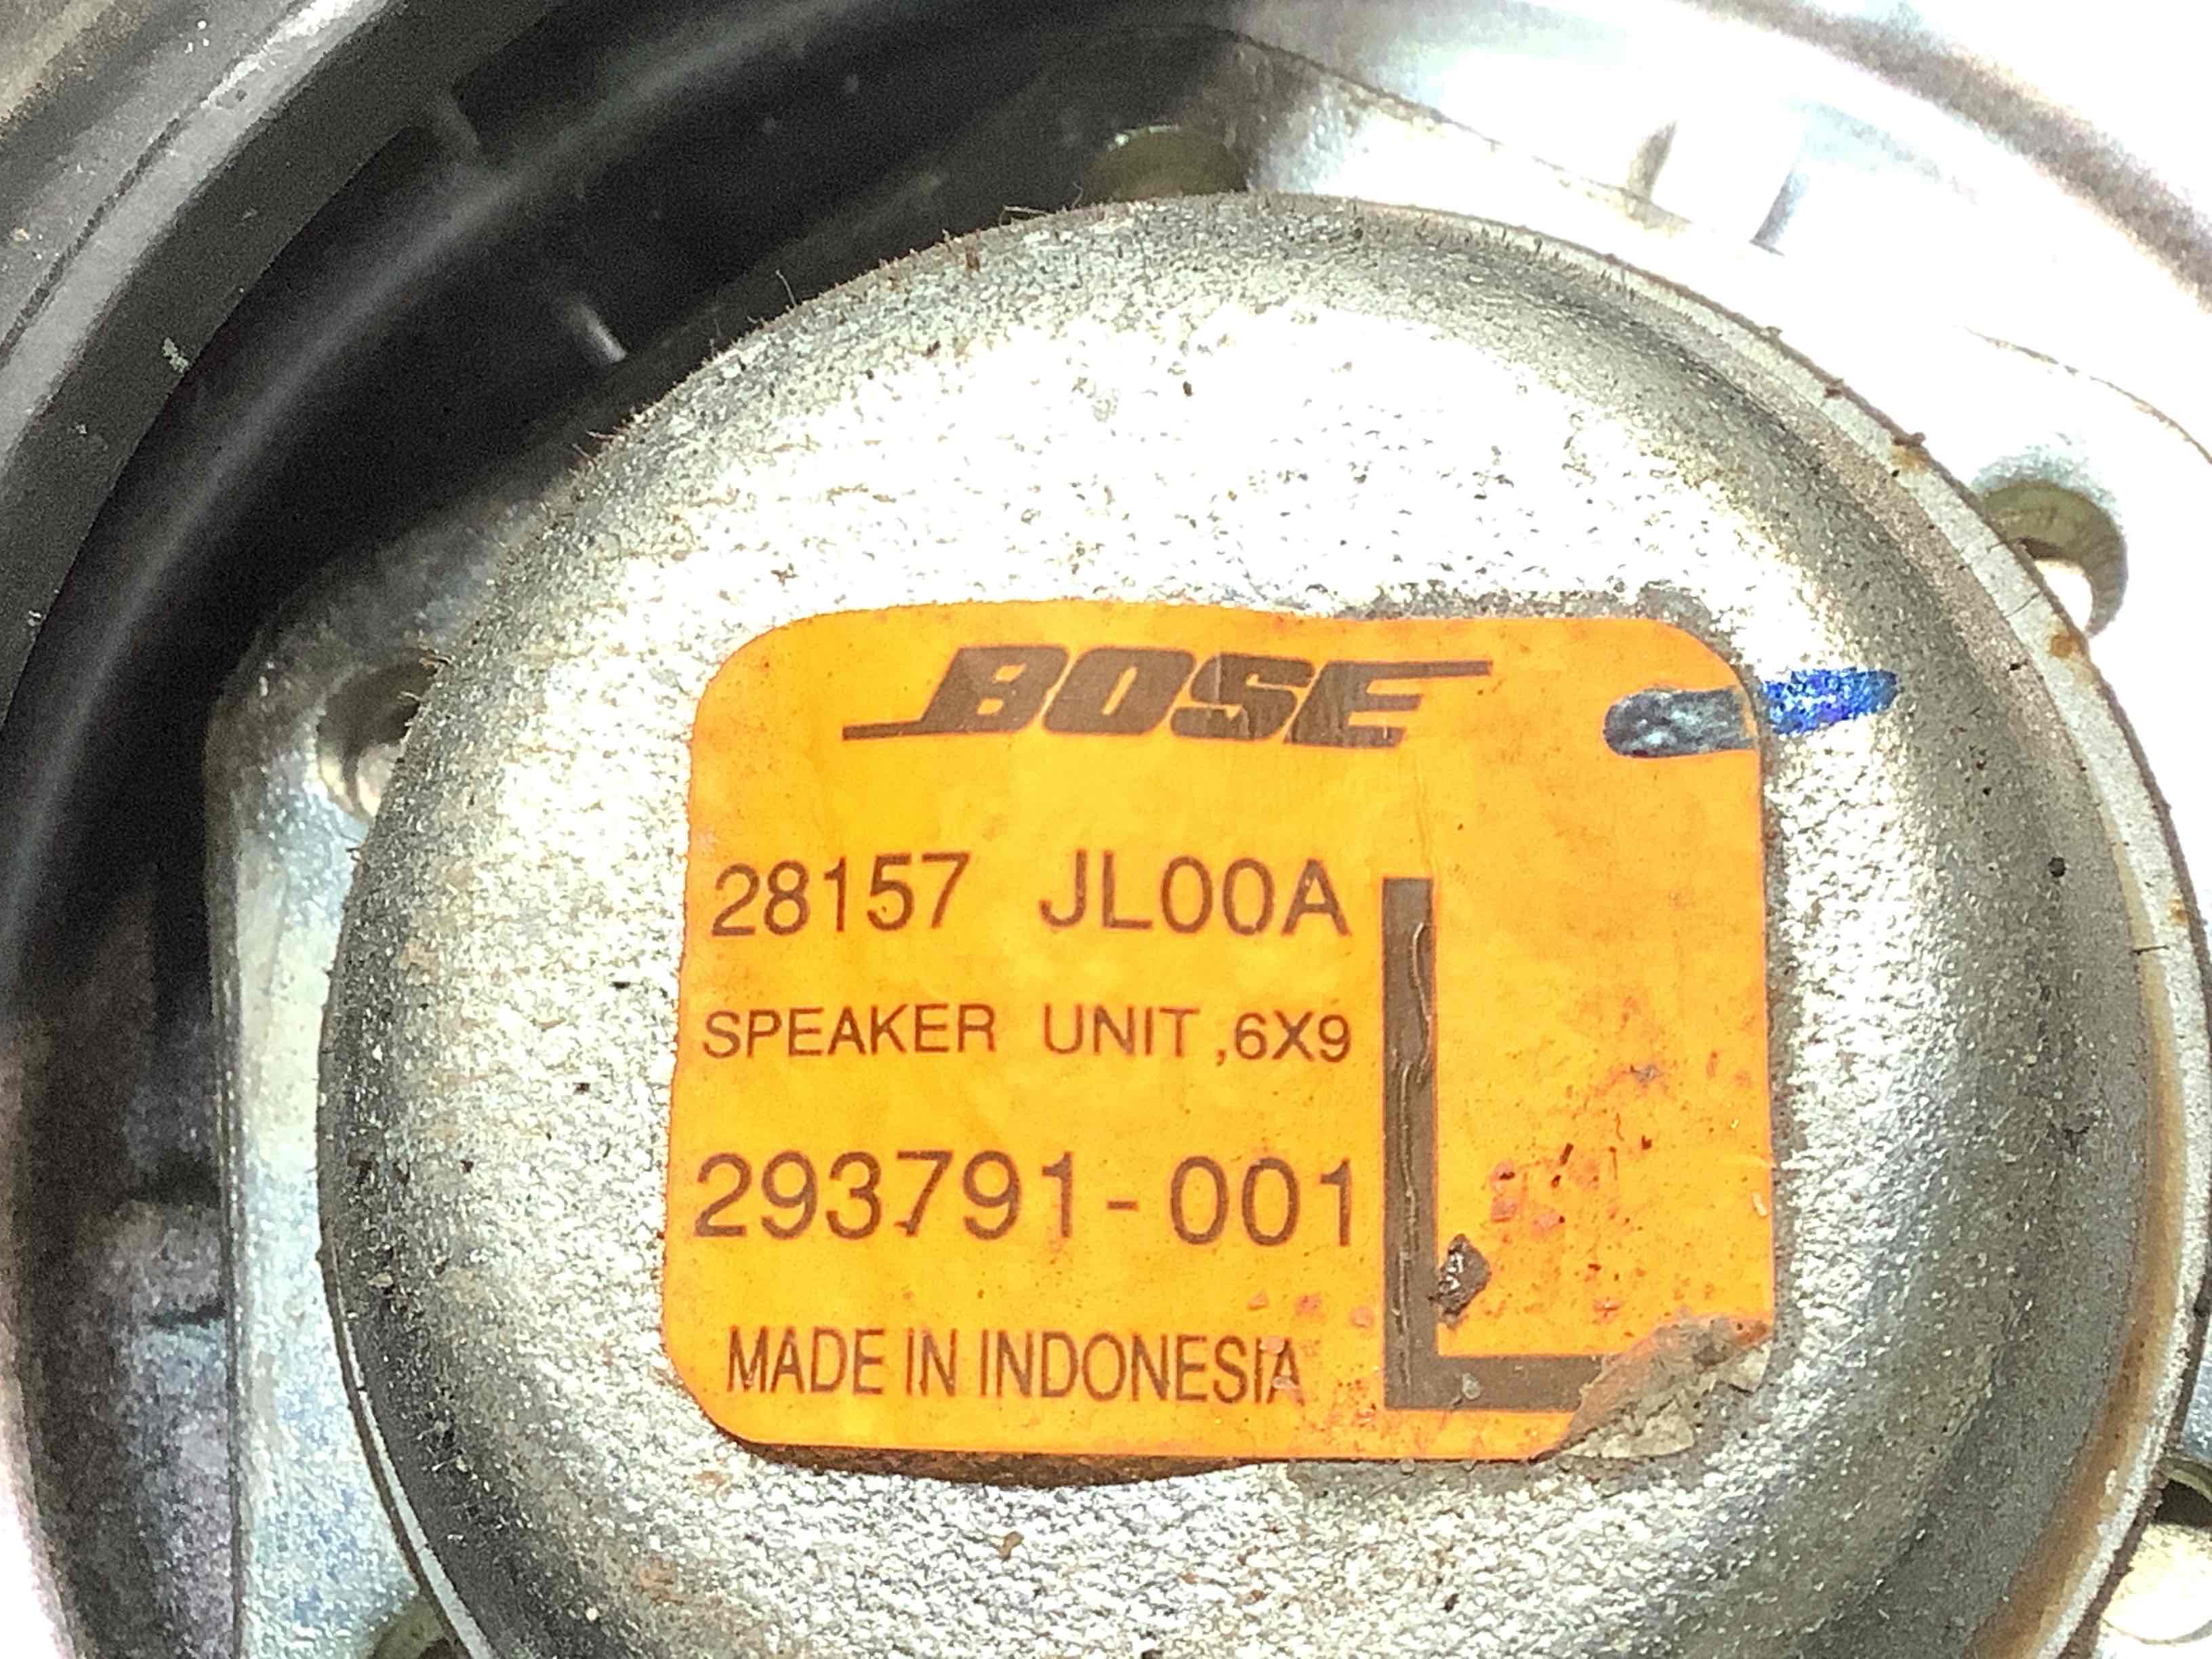 BOSE
28157 JL00A
SPEAKER UNIT ,6X9
293791-001
MADE IN INDONESIA
L